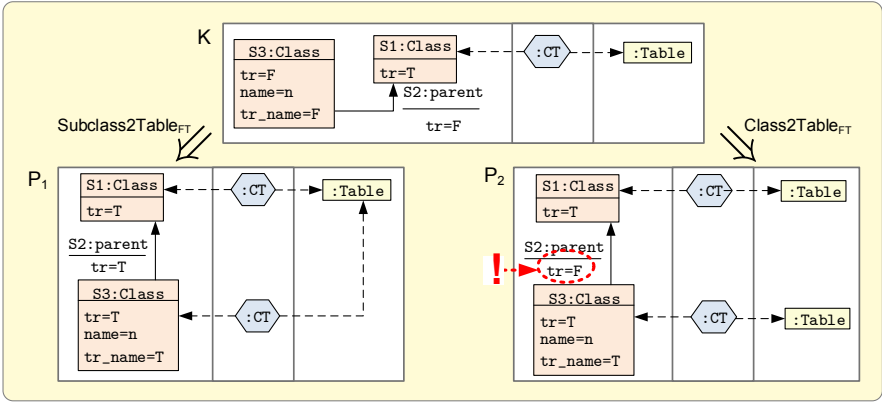 K
S3:Class
tr=F
name=n
tr_name=F
S1:Class
tr=T
S2:parent
tr=F
:CT
:Table
Subclass2TableFT
Class2TableFT
P1
S1:Class
tr=T
:CT
:Table
S2:parent
tr=T
S3:Class
tr=T
name=n
tr_name=T
:CT
P2
S1:Class
tr=T
:CT
:Table
S2:parent
!
tr=F
S3:Class
tr=T
name=n
tr_name=T
:CT
:Table